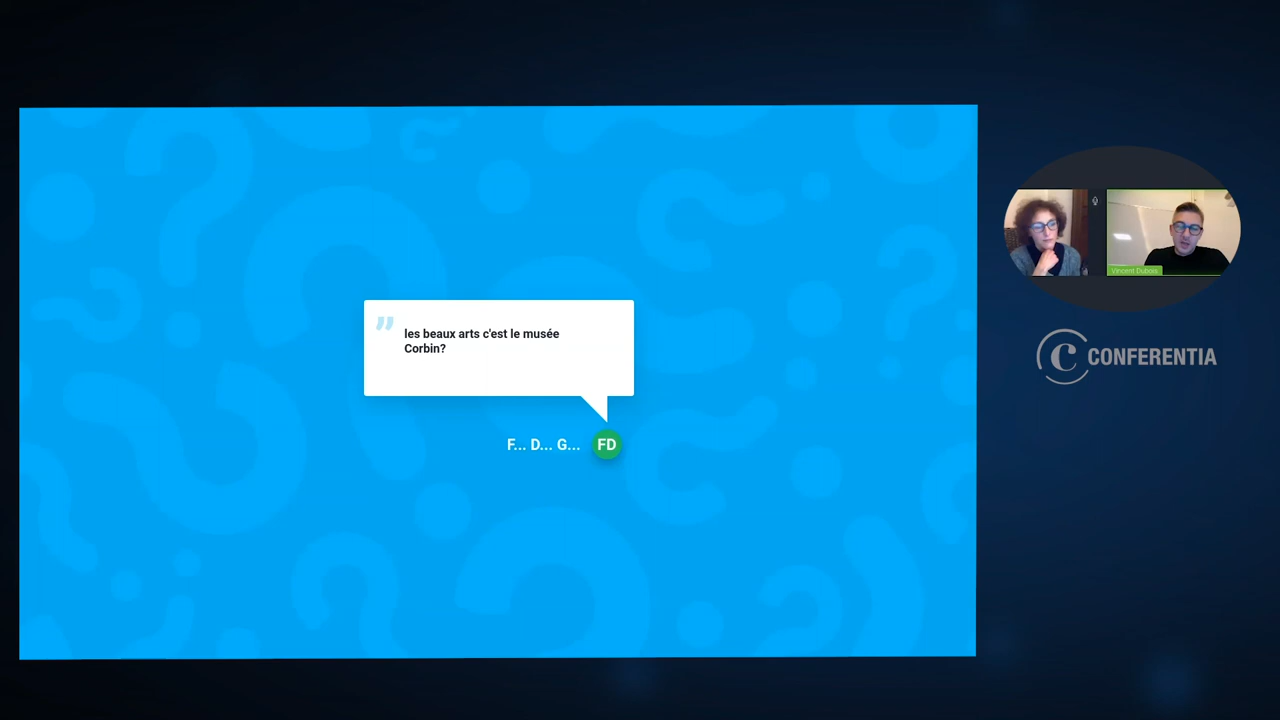 ” les beaux arts c'est le musée
Corbin?
F... D... G... FD
Vincent Dubois
C CONFERENTIA